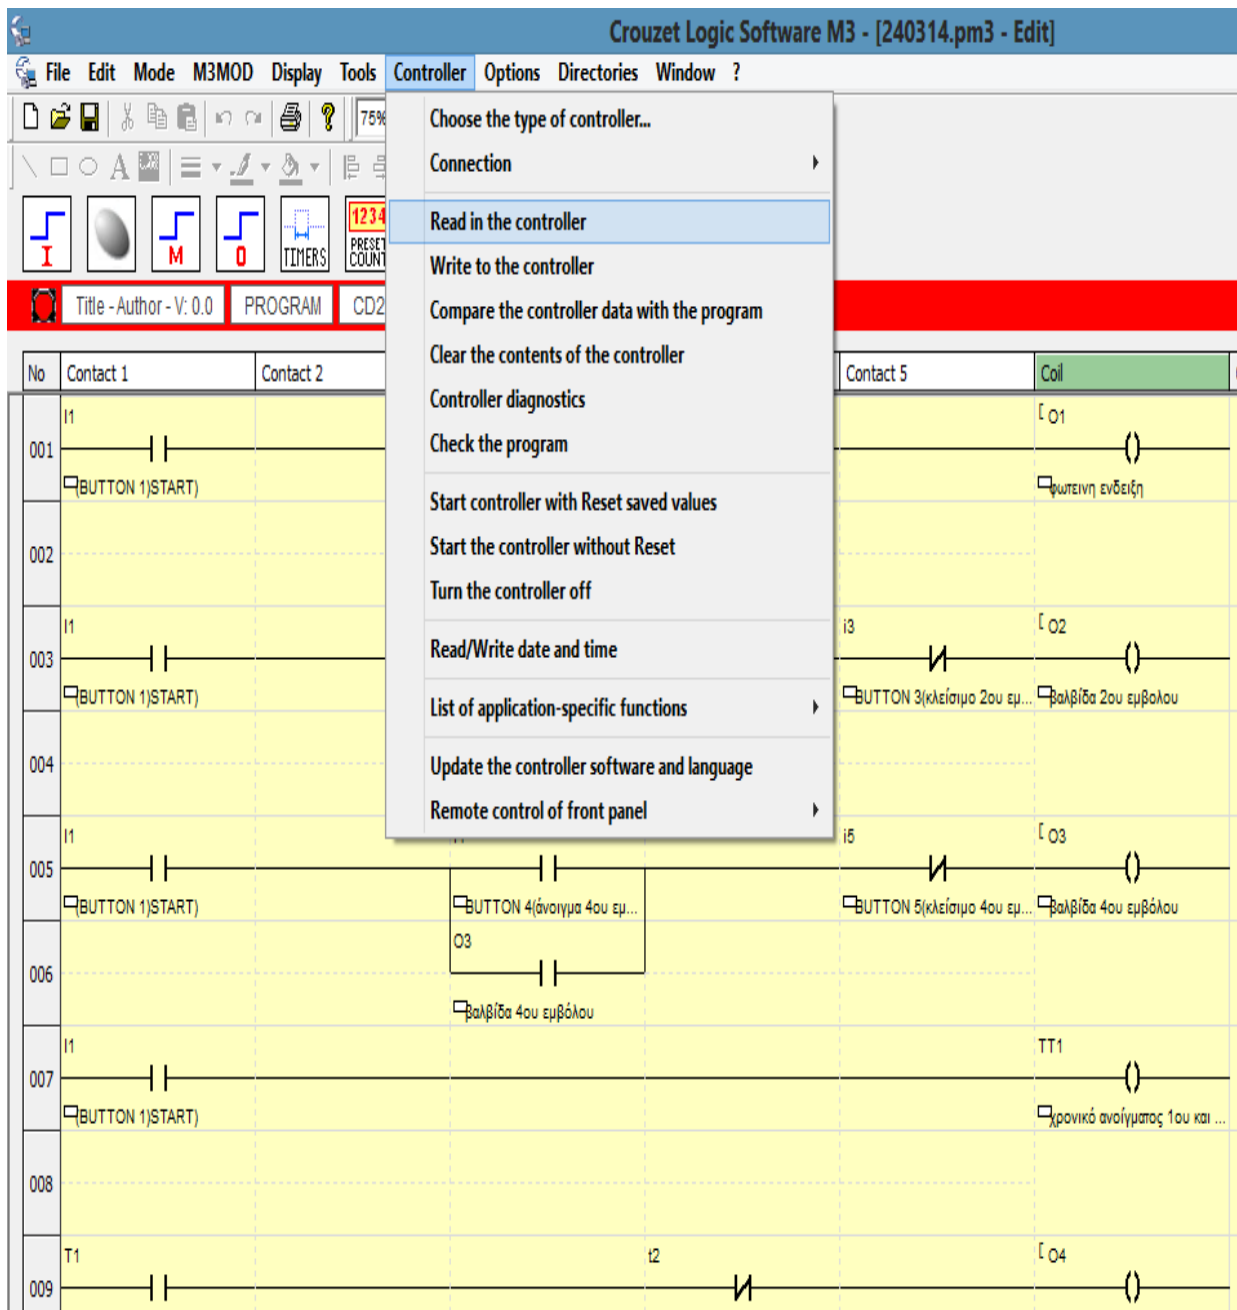 Crouzet Logic Software M3 - [240314.pm3 - Edit]
File Edit Mode M3MOD Display Tools Controller Options Directories Window ?
75%
Choose the type of controller...
Connection
Read in the controller
Write to the controller
Compare the controller data with the program
Clear the contents of the controller
Controller diagnostics
Check the program
Start controller with Reset saved values
Start the controller without Reset
Turn the controller off
Read/Write date and time
List of application-specific functions
Update the controller software and language
Remote control of front panel
I M O TIMERS 1234 PRESET COUNT
Title - Author - V: 0.0 PROGRAM CD2
No Contact 1 Contact 2 Contact 5 Coil
I1 [ O1
001
(BUTTON 1)START) φωτεινη ενδειξη
002
I1 i3 [ O2
003
(BUTTON 1)START) BUTTON 3(κλείσιμο 2ου εμ... βαλβίδα 2ου εμβολου
004
I1 i5 [ O3
005
(BUTTON 1)START) BUTTON 4(άνοιγμα 4ου εμ... BUTTON 5(κλείσιμο 4ου εμ... βαλβίδα 4ου εμβόλου
O3
006
βαλβίδα 4ου εμβόλου
I1 TT1
007
(BUTTON 1)START) χρονικό ανοίγματος 1ου και ...
008
T1 t2 [ O4
009